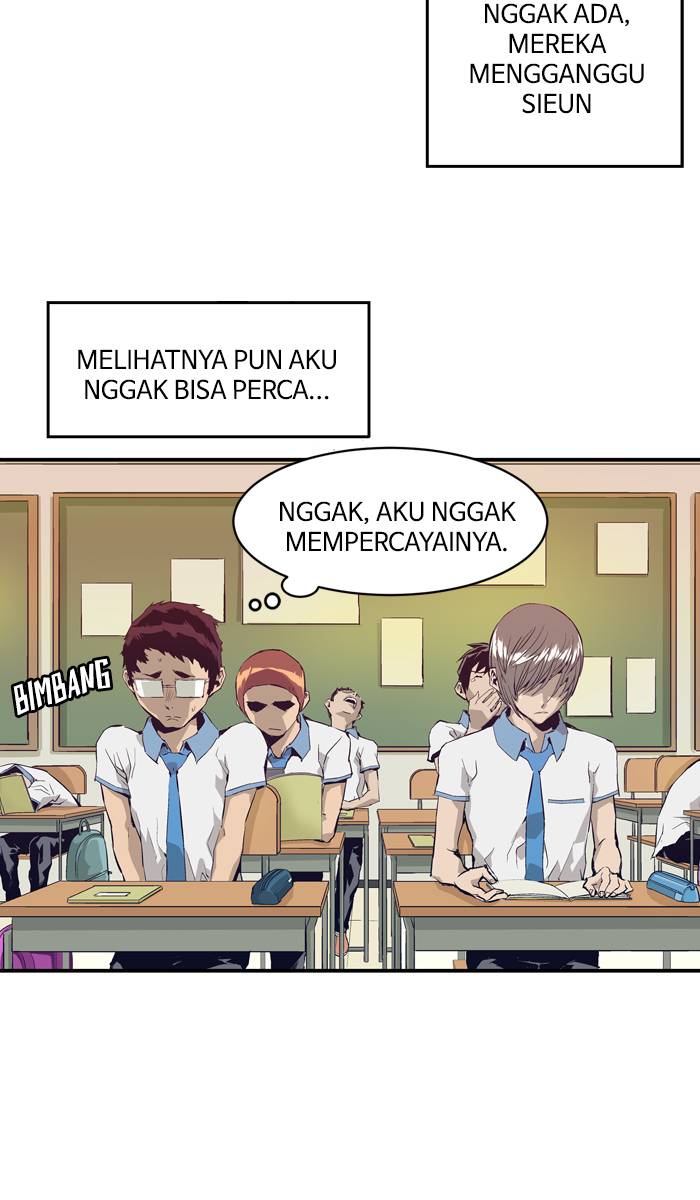 NGGAK ADA,
MEREKA
MENGGANGGU
SIEUN
MELIHATNYA PUN AKU
NGGAK BISA PERCA...
NGGAK, AKU NGGAK
MEMPERCAYAINYA.
BIMBANG